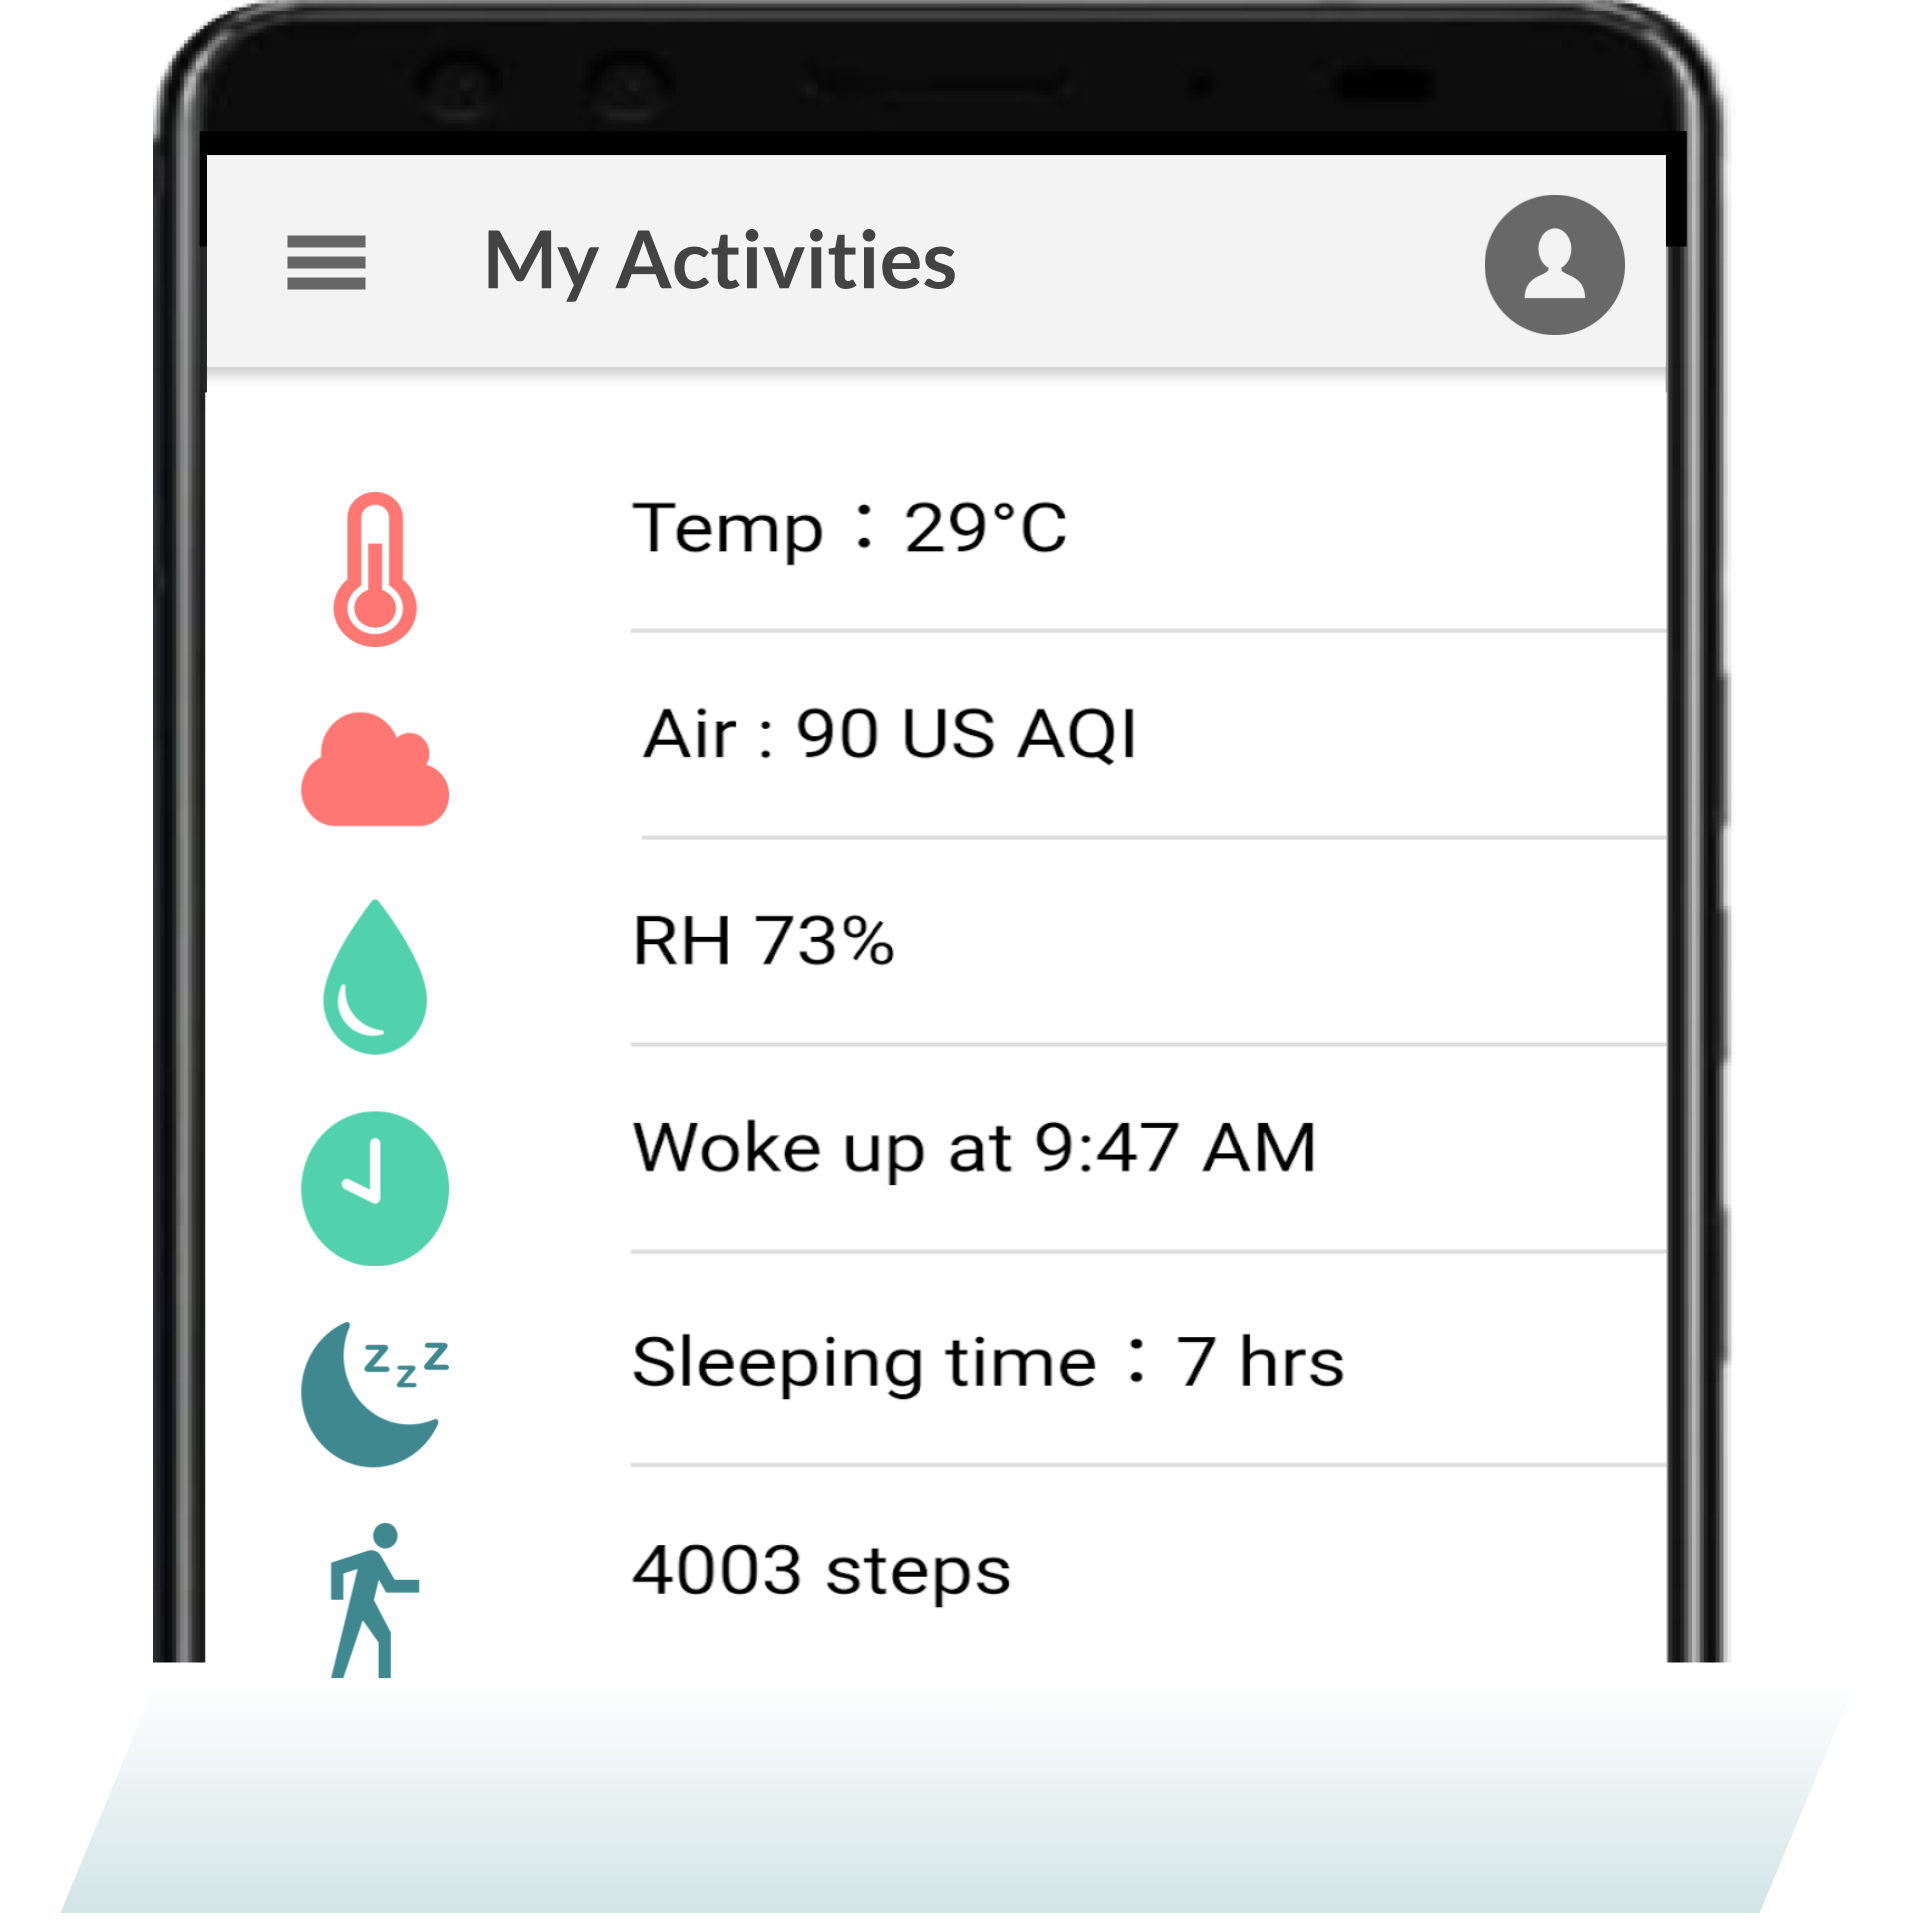 My Activities
Temp：29°C
Air : 90 US AQI
RH 73%
Woke up at 9:47 AM
z z z
Sleeping time：7 hrs
4003 steps